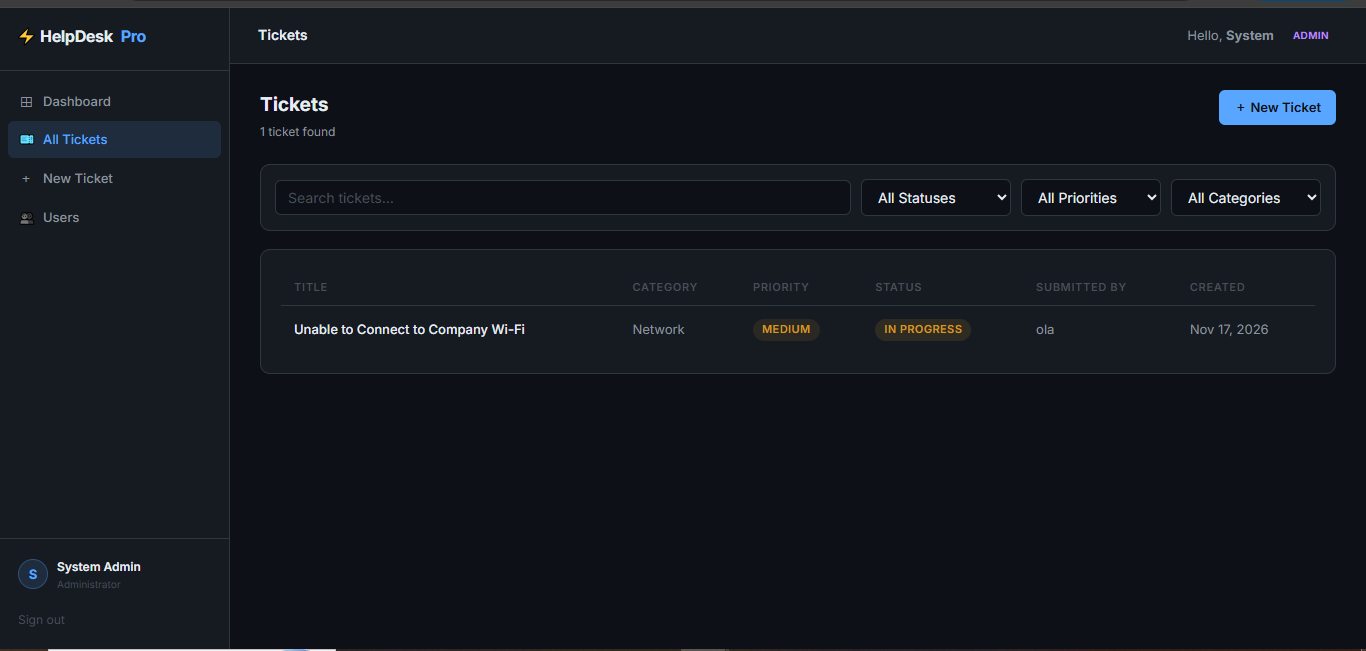 HelpDesk Pro
Tickets
Hello, System ADMIN
Dashboard
All Tickets
+ New Ticket
Users
Tickets
1 ticket found
+ New Ticket
Search tickets...
All Statuses
All Priorities
All Categories
TITLE CATEGORY PRIORITY STATUS SUBMITTED BY CREATED
Unable to Connect to Company Wi-Fi Network MEDIUM IN PROGRESS ola Nov 17, 2026
S
System Admin
Administrator
Sign out